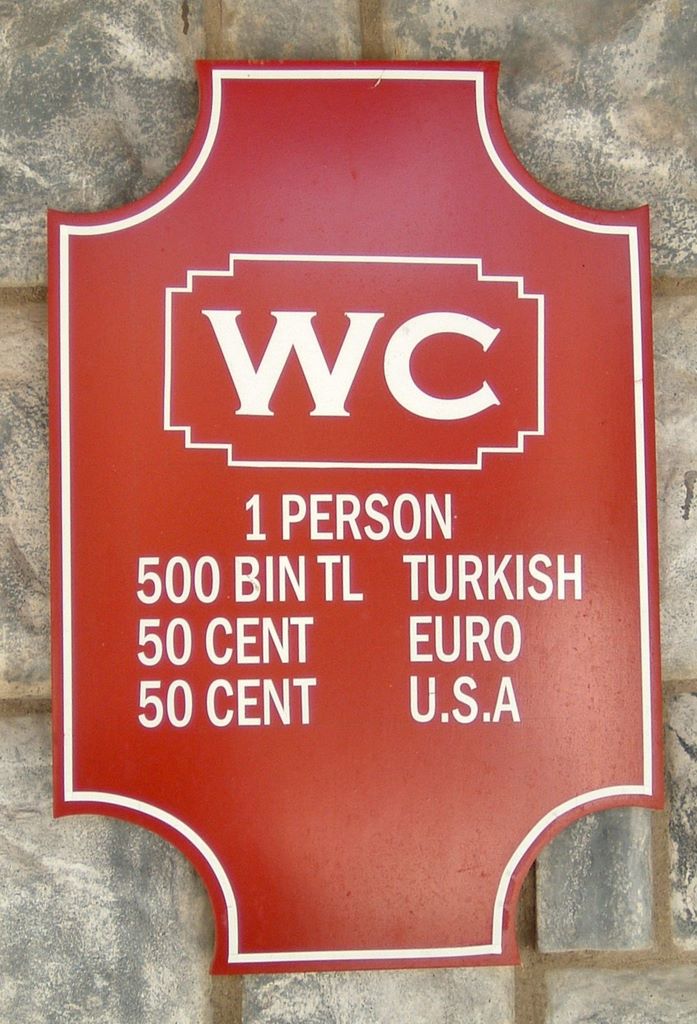 WC
1 PERSON
500 BIN TL TURKISH
50 CENT EURO
50 CENT U.S.A